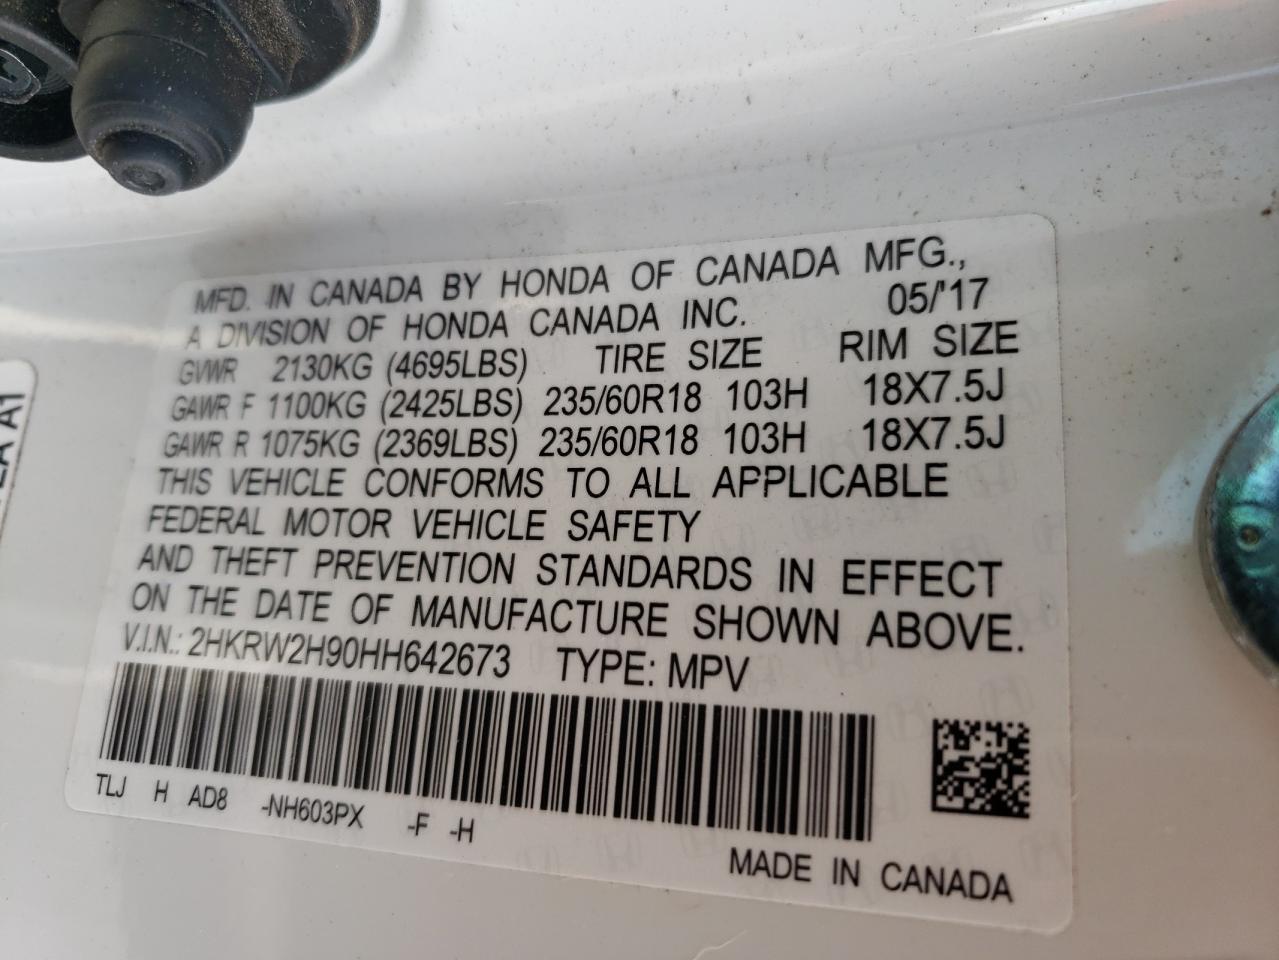 MFD. IN CANADA BY HONDA OF CANADA MFG.,
A DIVISION OF HONDA CANADA INC. 05/'17
GVWR 2130KG (4695LBS) TIRE SIZE RIM SIZE
GAWR F 1100KG (2425LBS) 235/60R18 103H 18X7.5J
GAWR R 1075KG (2369LBS) 235/60R18 103H 18X7.5J
THIS VEHICLE CONFORMS TO ALL APPLICABLE
FEDERAL MOTOR VEHICLE SAFETY
AND THEFT PREVENTION STANDARDS IN EFFECT
ON THE DATE OF MANUFACTURE SHOWN ABOVE.
V.I.N.: 2HKRW2H90HH642673 TYPE: MPV
TLJ H AD8 -NH603PX -F -H
MADE IN CANADA
A1